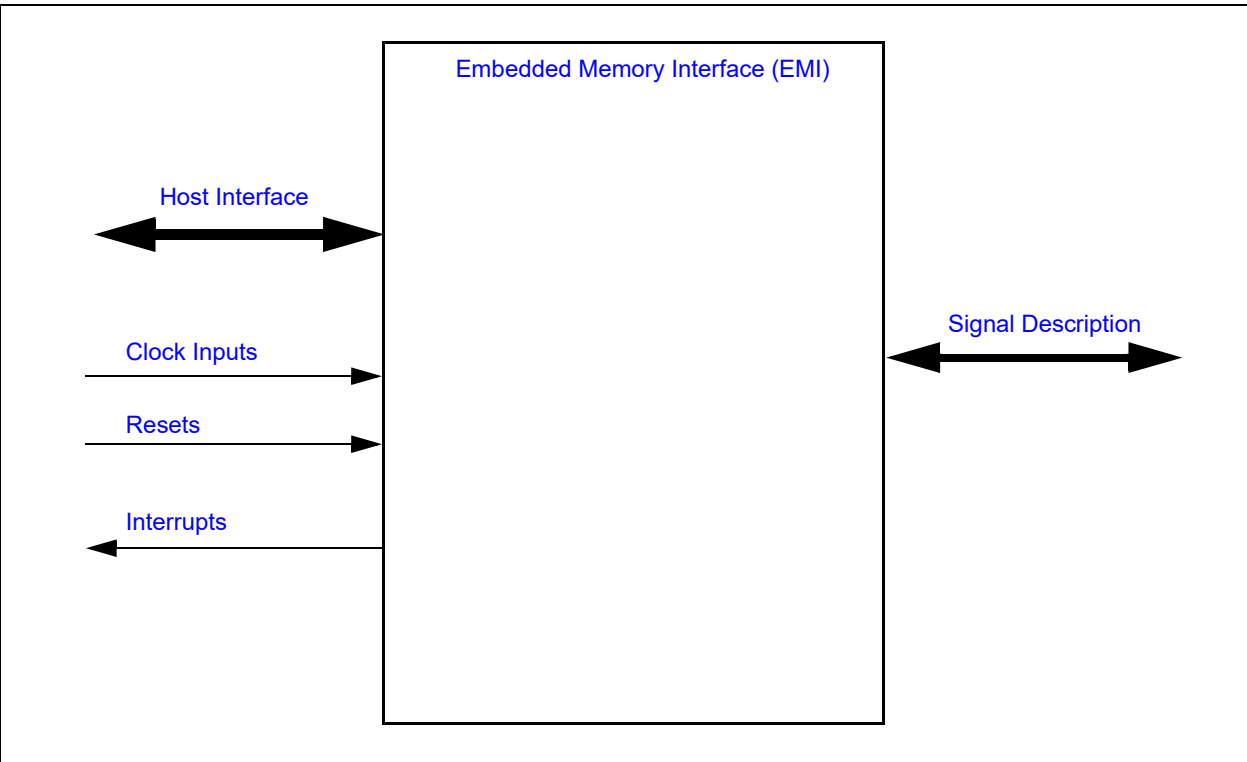 Embedded Memory Interface (EMI)
Host Interface
Signal Description
Clock Inputs
Resets
Interrupts